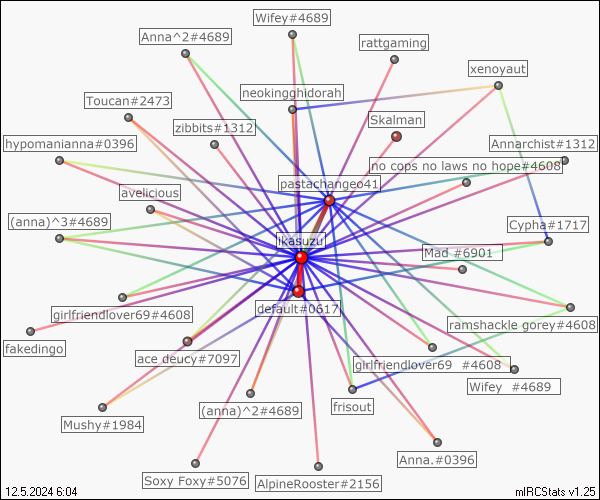 Wifey#4689
Anna^2#4689
rattgaming
xenoyaut
neokingghidorah
Toucan#2473
Skalman
zibbits#1312
hypomanianna#0396
Annarchist#1312
no cops no laws no hope#4608
pastachangeo41
avelicious
(anna)^3#4689
Cypha#1717
ikasuzu
Mad #6901
default#0617
girlfriendlover69#4608
ramshackle gorey#4608
fakedingo
ace deucy#7097
girlfriendlover69 #4608
Wifey #4689
(anna)^2#4689
frisout
Mushy#1984
Anna.#0396
Soxy Foxy#5076
AlpineRooster#2156
12.5.2024 6:04
mIRCStats v1.25